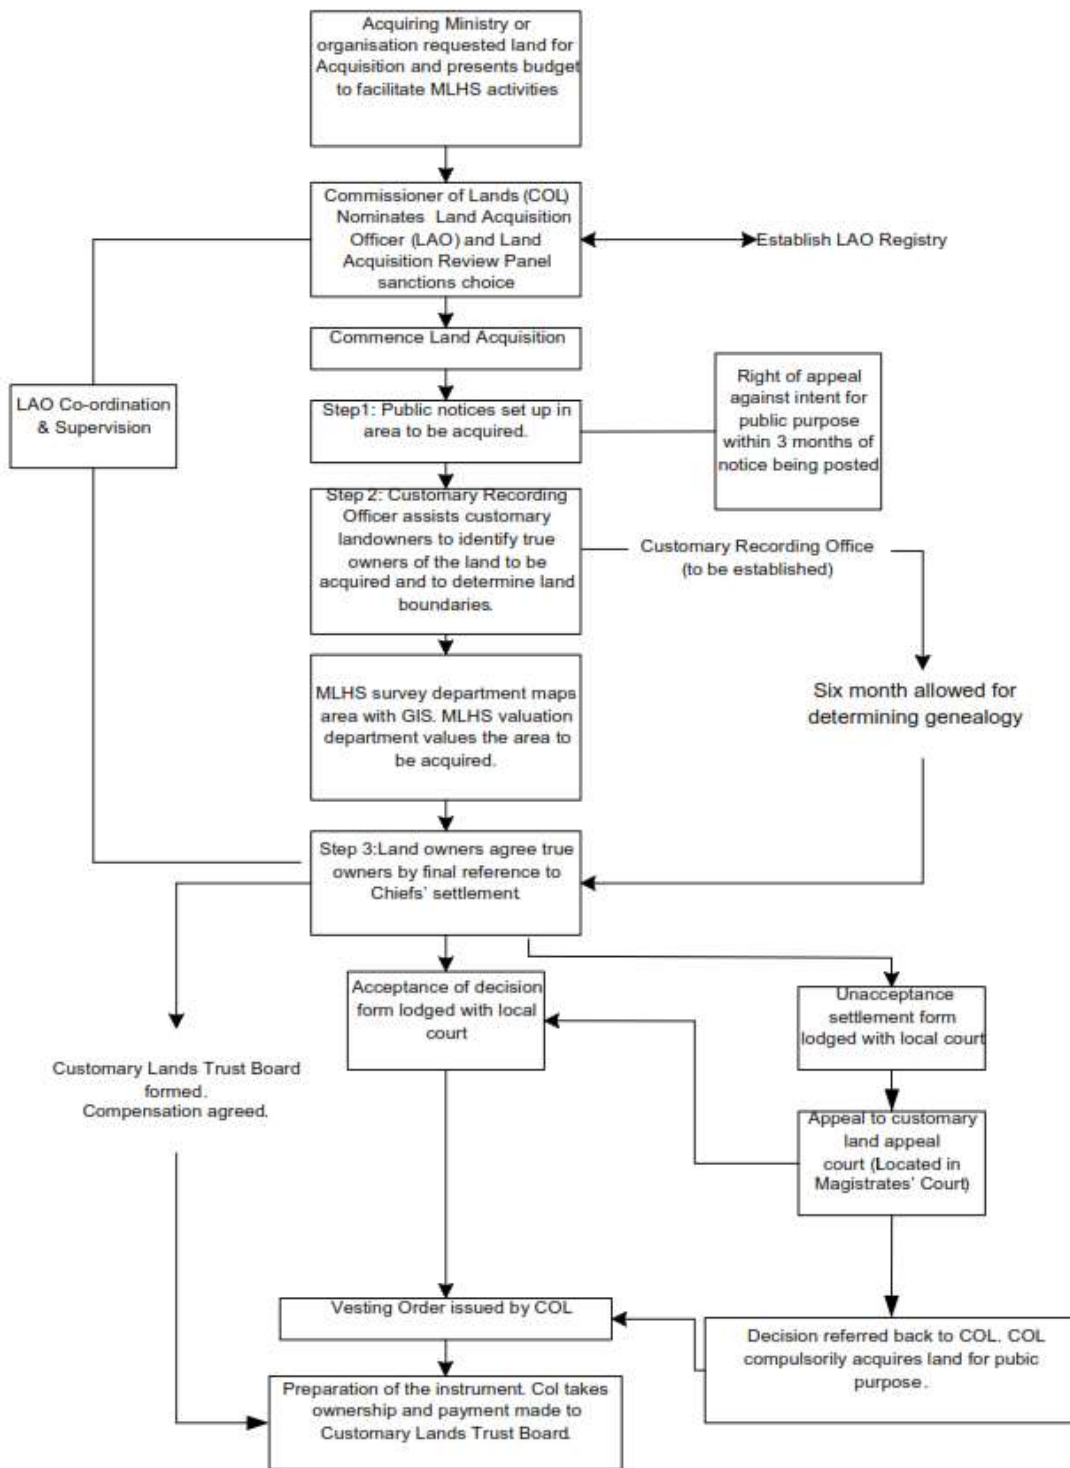 Acquiring Ministry or
organisation requested land for
Acquisition and presents budget
to facilitate MLHS activities
Commissioner of Lands (COL)
Nominates Land Acquisition
Officer (LAO) and Land
Acquisition Review Panel
sanctions choice
Establish LAO Registry
Commence Land Acquisition
LAO Co-ordination
& Supervision
Step1: Public notices set up in
area to be acquired.
Right of appeal
against intent for
public purpose
within 3 months of
notice being posted
Step 2: Customary Recording
Officer assists customary
landowners to identify true
owners of the land to be
acquired and to determine land
boundaries.
Customary Recording Office
(to be established)
MLHS survey department maps
area with GIS. MLHS valuation
department values the area to
be acquired.
Six month allowed for
determining genealogy
Step 3:Land owners agree true
owners by final reference to
Chiefs' settlement.
Acceptance of decision
form lodged with local
court
Unacceptance
settlement form
lodged with local court
Customary Lands Trust Board
formed.
Compensation agreed.
Appeal to customary
land appeal
court (Located in
Magistrates' Court)
Vesting Order issued by COL
Decision referred back to COL. COL
compulsorily acquires land for pubic
purpose.
Preparation of the instrument. Col takes
ownership and payment made to
Customary Lands Trust Board.